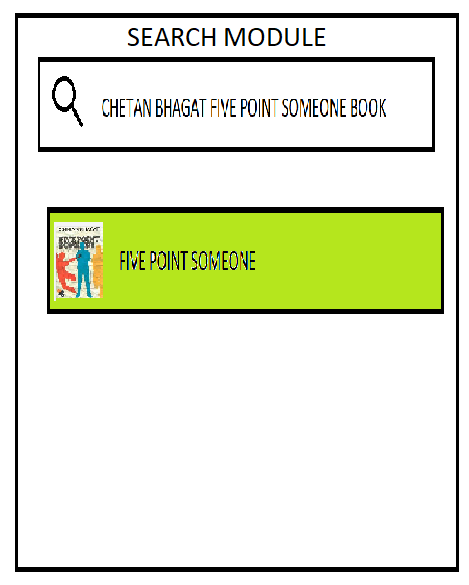 SEARCH MODULE
CHETAN BHAGAT FIVE POINT SOMEONE BOOK
FIVE POINT SOMEONE